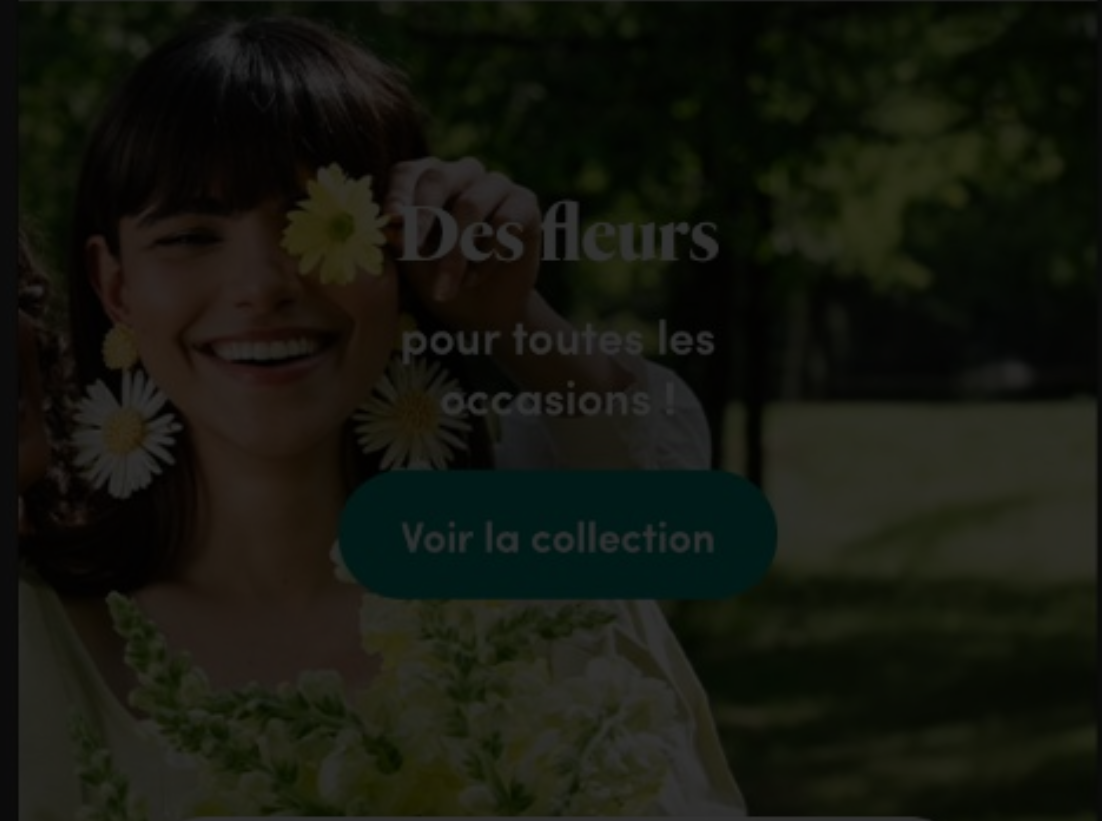 Des fleurs
pour toutes les
occasions !
Voir la collection